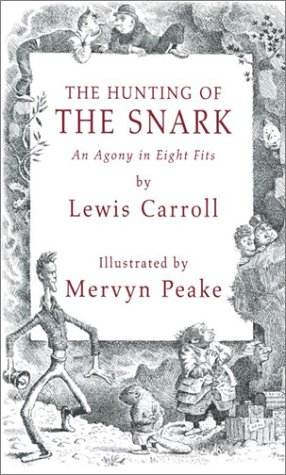 THE HUNTING OF
THE SNARK
An Agony in Eight Fits
by
Lewis Carroll
Illustrated by
Mervyn Peake